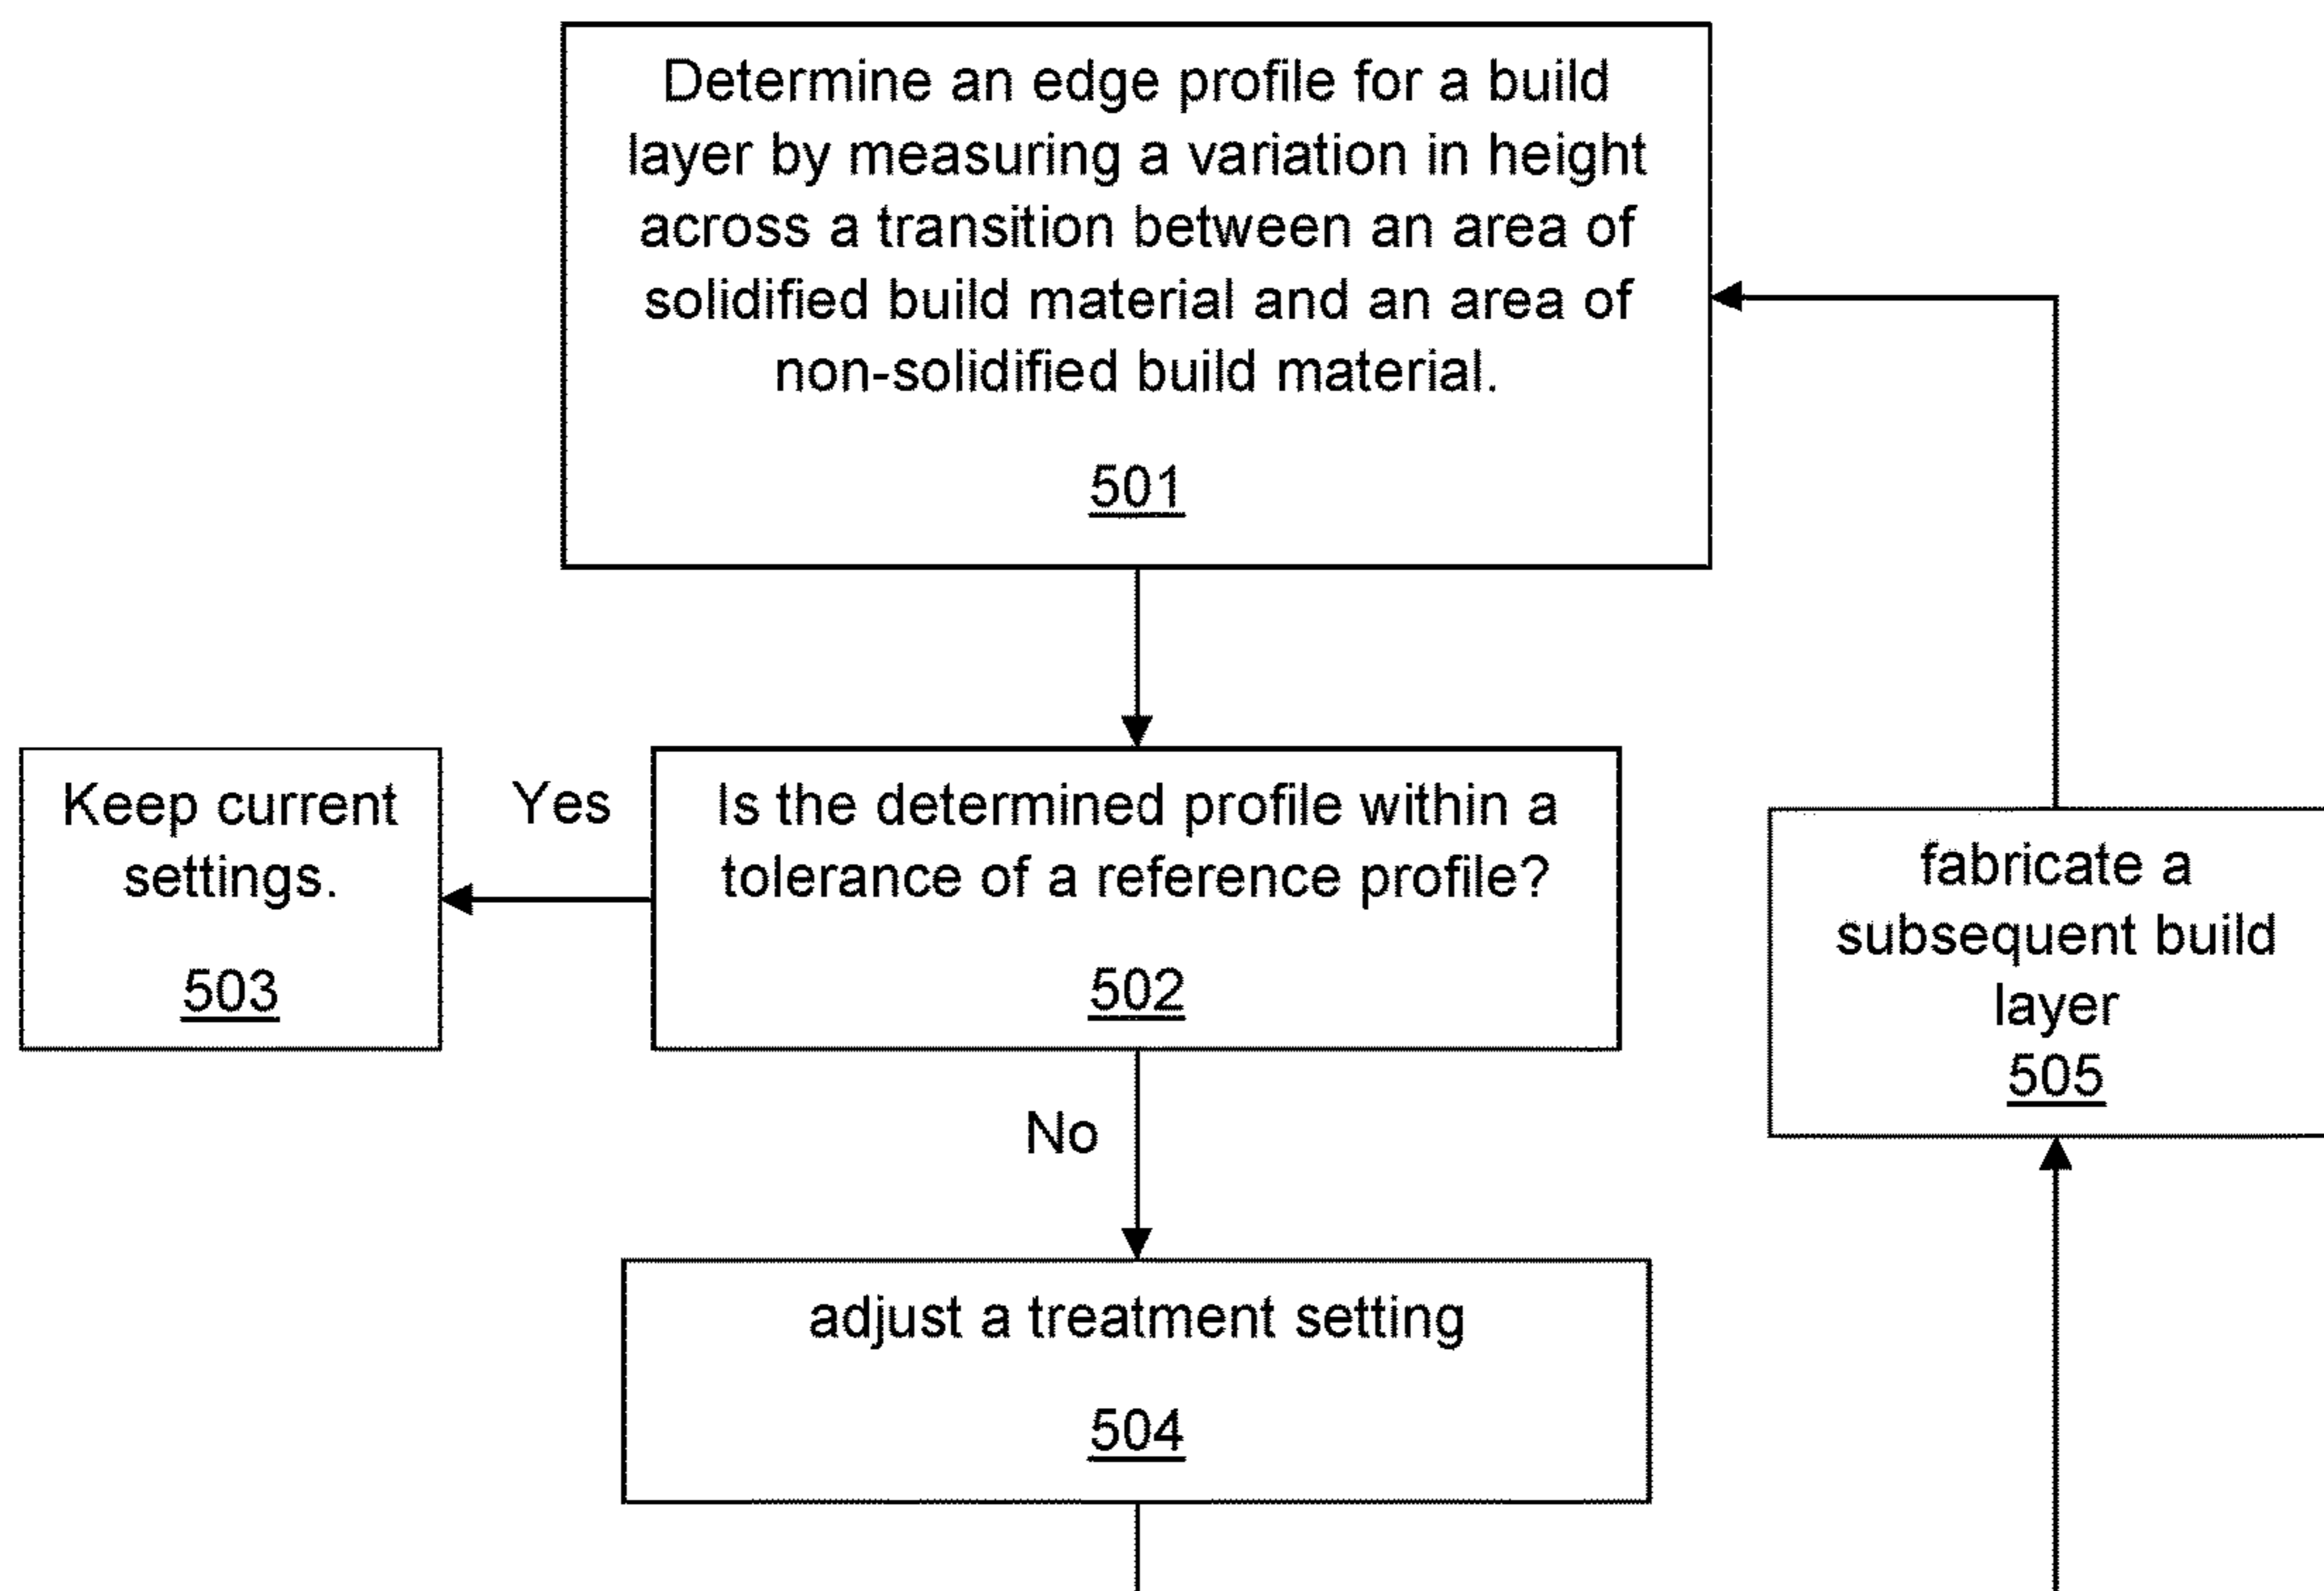 Determine an edge profile for a build
layer by measuring a variation in height
across a transition between an area of
solidified build material and an area of
non-solidified build material.
501
Keep current
settings.
503
Yes
Is the determined profile within a
tolerance of a reference profile?
502
fabricate a
subsequent build
layer
505
No
adjust a treatment setting
504